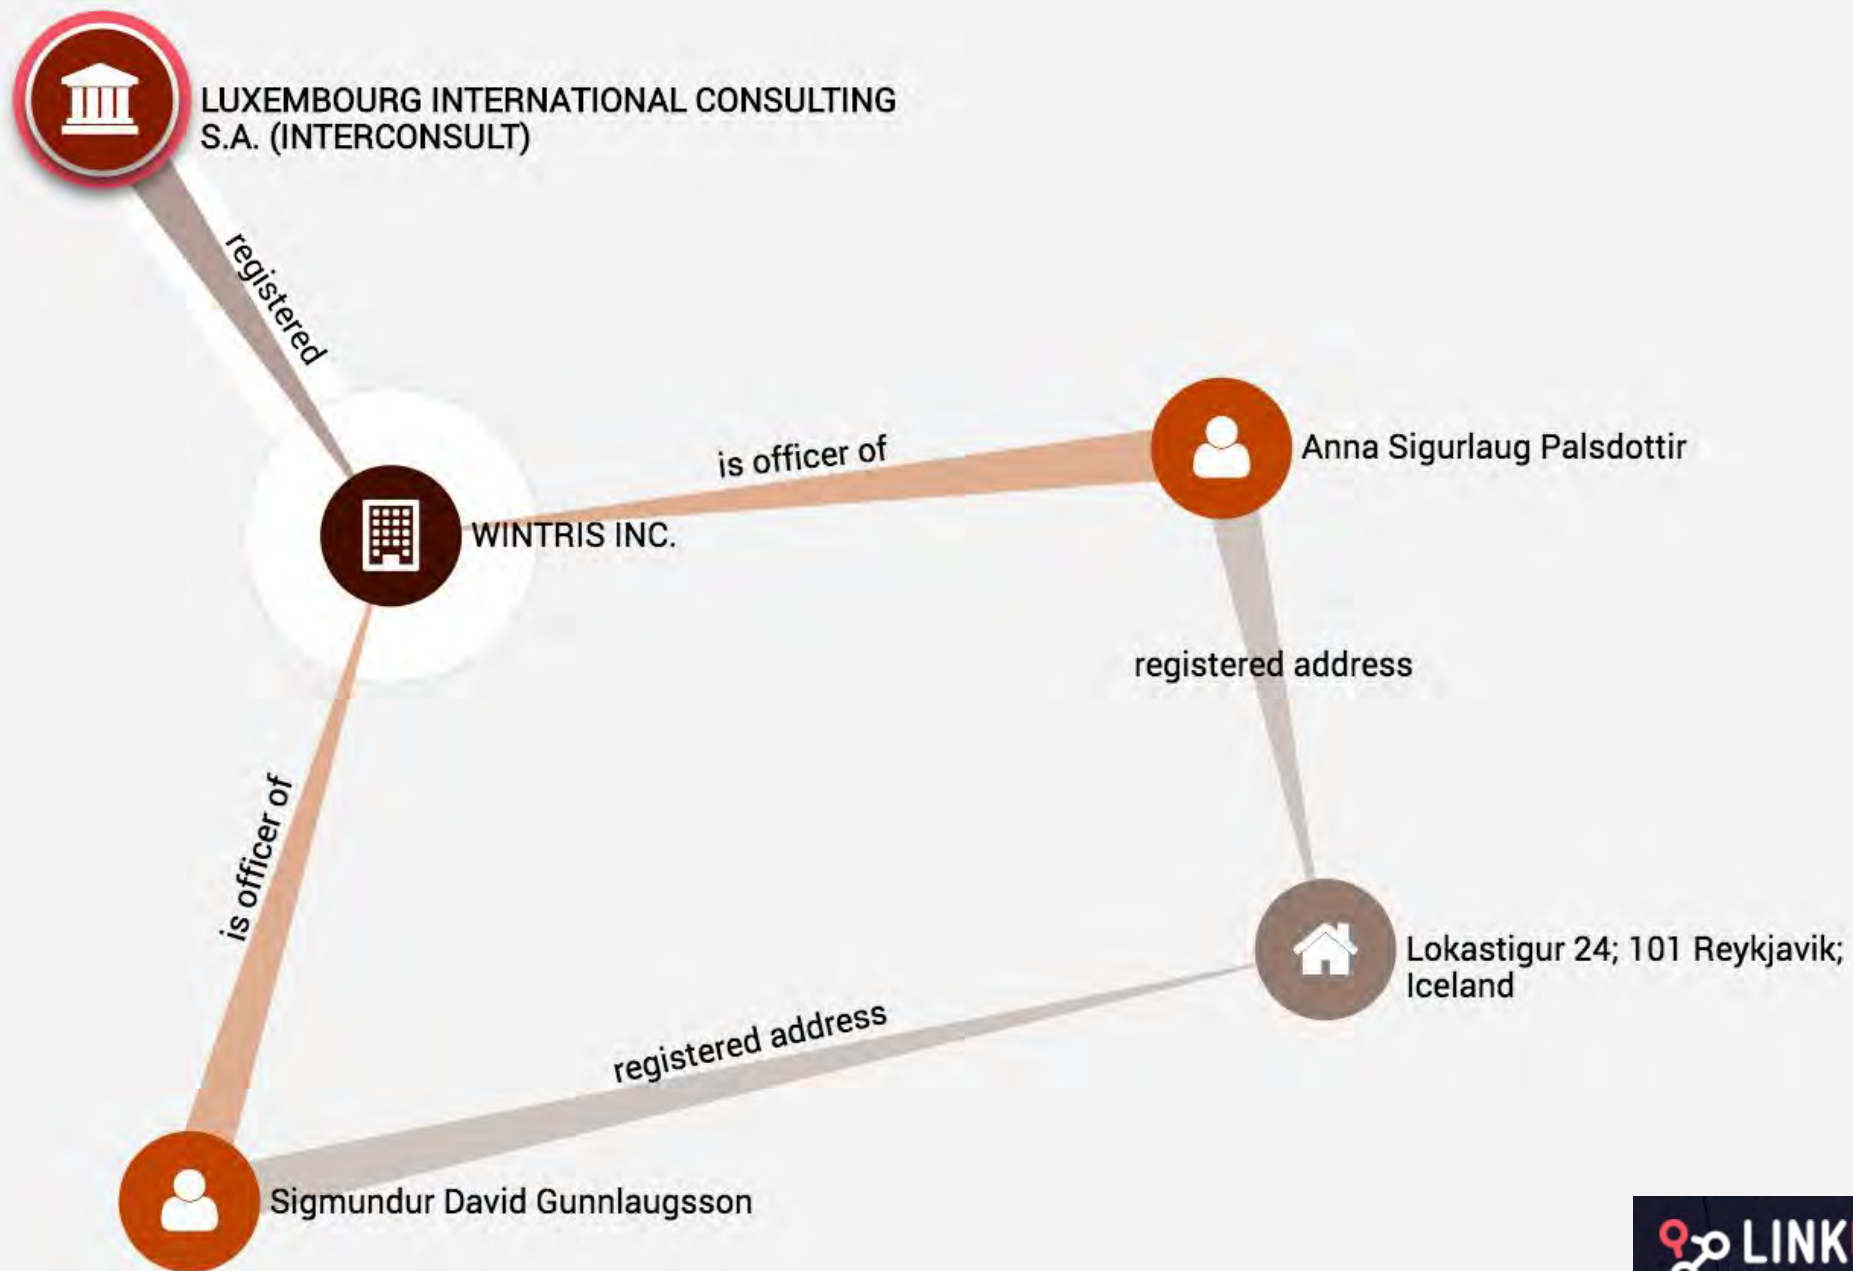 LUXEMBOURG INTERNATIONAL CONSULTING
S.A. (INTERCONSULT)
registered
is officer of
Anna Sigurlaug Palsdottir
WINTRIS INC.
registered address
is officer of
Lokastigur 24; 101 Reykjavik;
Iceland
registered address
Sigmundur David Gunnlaugsson
LINK